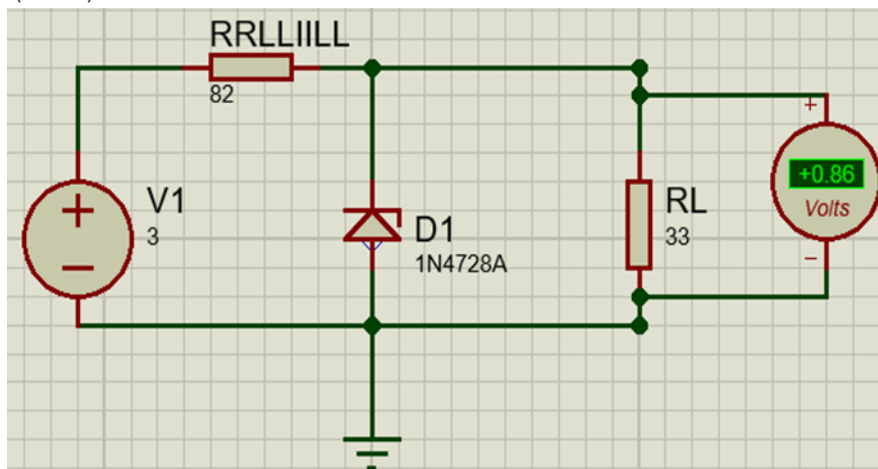 RRLLIILL
82
V1
3
D1
1N4728A
RL
33
+
+0.86
Volts
−